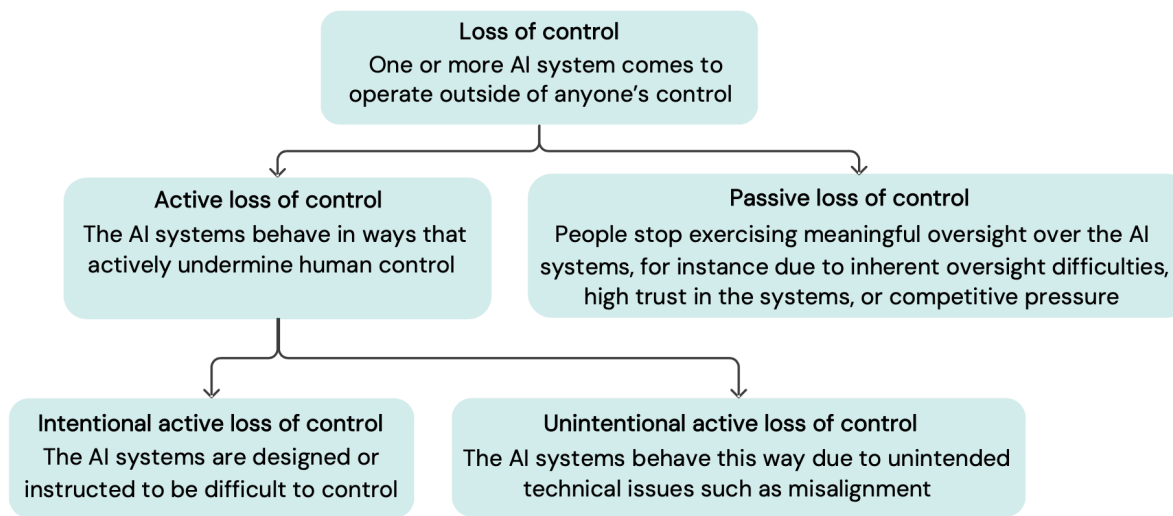 Loss of control
One or more AI system comes to
operate outside of anyone's control
Active loss of control
The AI systems behave in ways that
actively undermine human control
Passive loss of control
People stop exercising meaningful oversight over the AI
systems, for instance due to inherent oversight difficulties,
high trust in the systems, or competitive pressure
Intentional active loss of control
The AI systems are designed or
instructed to be difficult to control
Unintentional active loss of control
The AI systems behave this way due to unintended
technical issues such as misalignment